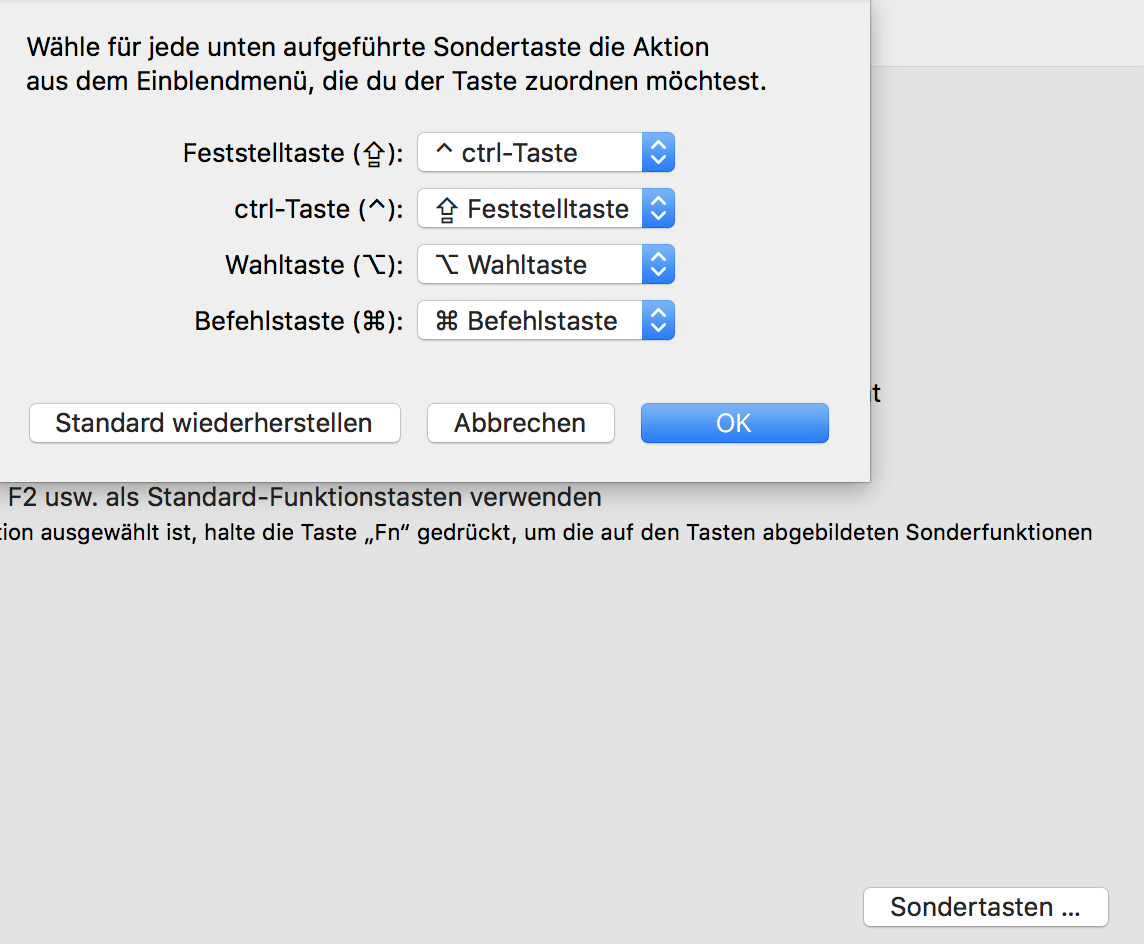 Wähle für jede unten aufgeführte Sondertaste die Aktion
aus dem Einblendmenü, die du der Taste zuordnen möchtest.
Feststelltaste (⇪): ^ ctrl-Taste
ctrl-Taste (^): ⇪ Feststelltaste
Wahltaste (⌥): ⌥ Wahltaste
Befehlstaste (⌘): ⌘ Befehlstaste
Standard wiederherstellen Abbrechen OK
F2 usw. als Standard-Funktionstasten verwenden
ausgewählt ist, halte die Taste „Fn“ gedrückt, um die auf den Tasten abgebildeten Sonderfunktionen
Sondertasten ...